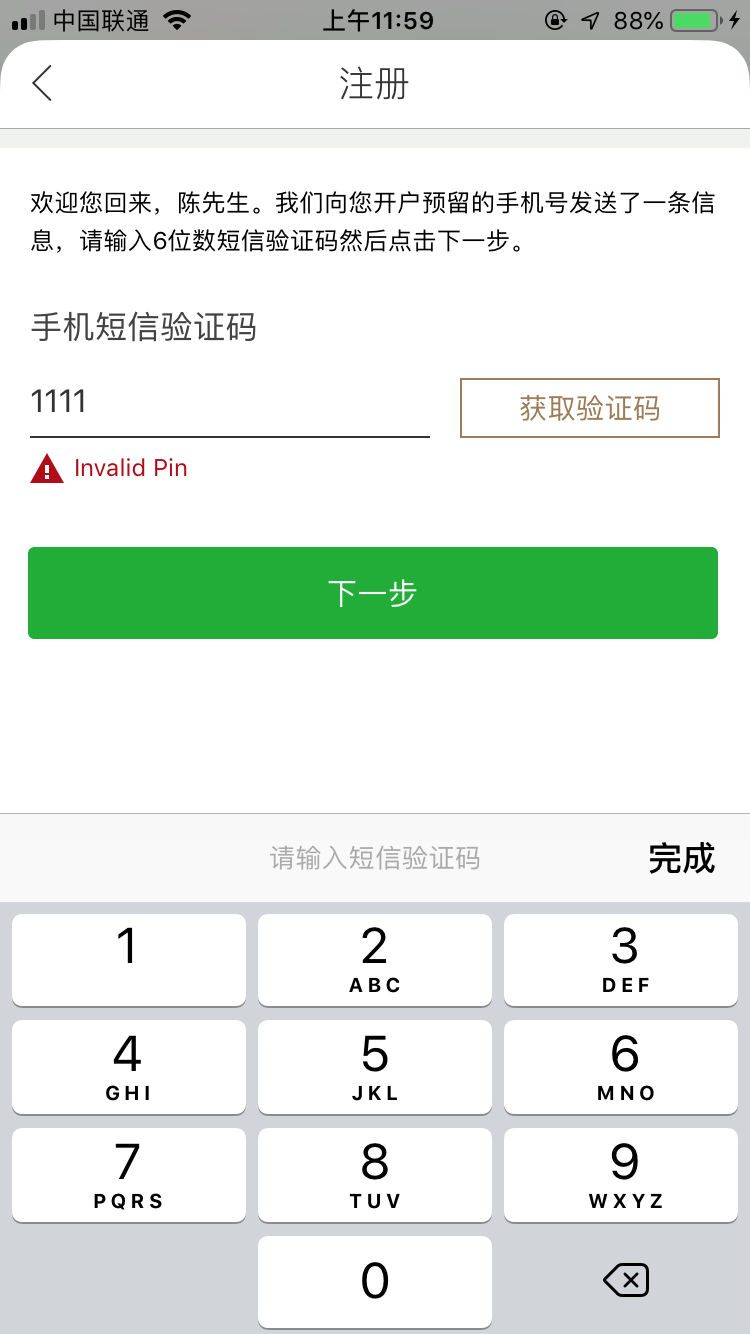 中国联通 上午11:59 88%
注册
欢迎您回来，陈先生。我们向您开户预留的手机号发送了一条信
息，请输入6位数短信验证码然后点击下一步。
手机短信验证码
1111 获取验证码
Invalid Pin
下一步
请输入短信验证码 完成
1 2 3
ABC DEF
4 5 6
GHI JKL MNO
7 8 9
PQRS TUV WXYZ
0